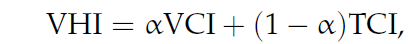 VHI = αVCI + (1 − α)TCI,